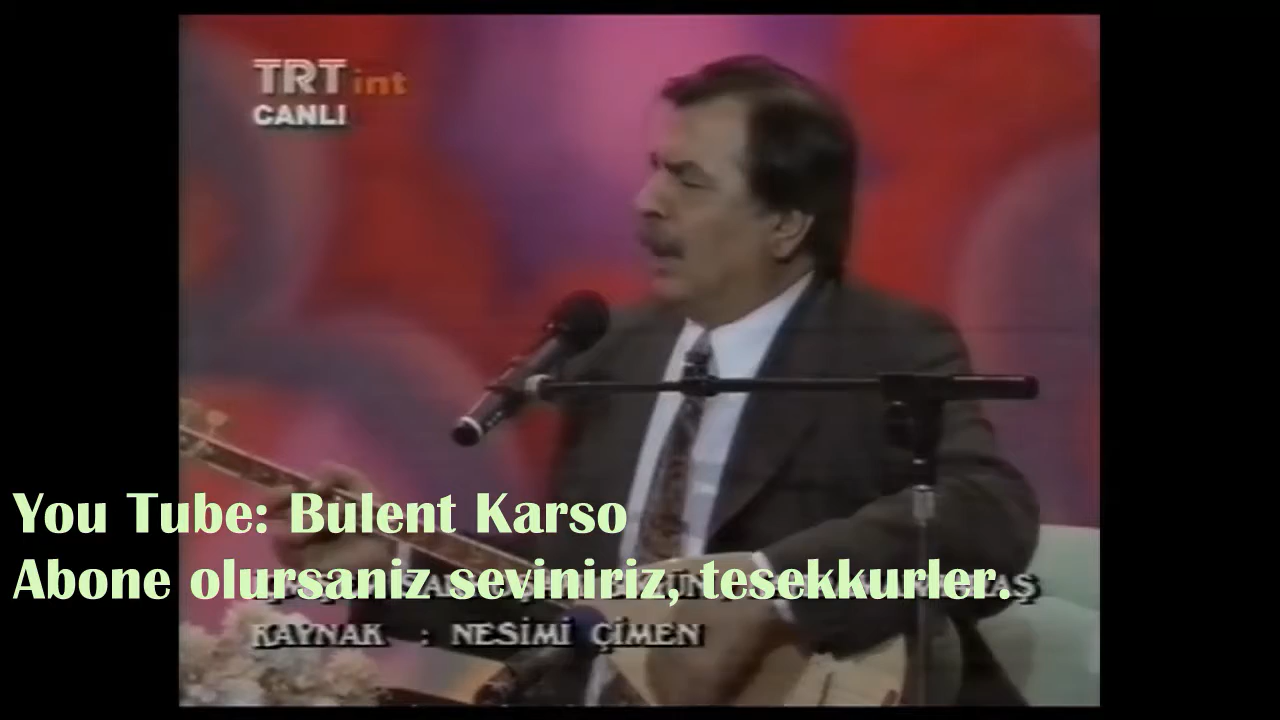 TRT int
CANLI
You Tube: Bulent Karso
Abone olursaniz seviniriz, tesekkurler.
KAYNAK : NESİMİ ÇİMEN